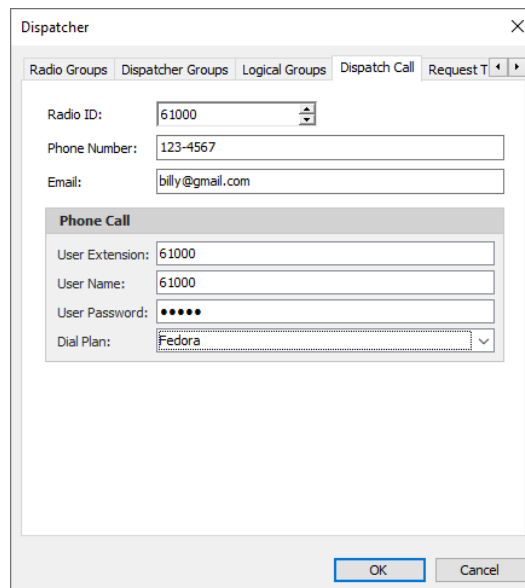 Dispatcher
Radio Groups Dispatcher Groups Logical Groups Dispatch Call Request T
Radio ID: 61000
Phone Number: 123-4567
Email: billy@gmail.com
Phone Call
User Extension: 61000
User Name: 61000
User Password: •••••
Dial Plan: Fedora
OK Cancel